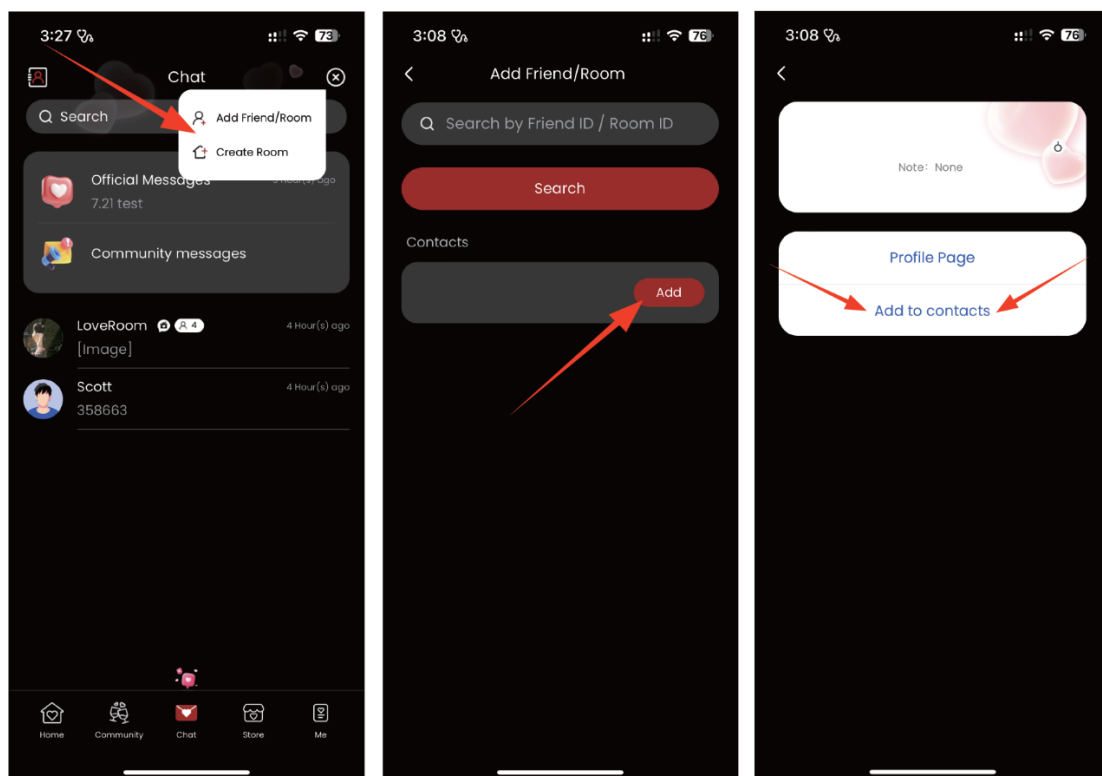 3:27
73
Chat
Search
Add Friend/Room
Create Room
Official Messages
7.21 test
Community messages
LoveRoom
4
4 Hour(s) ago
[Image]
Scott
4 Hour(s) ago
358663
Home
Community
Chat
Store
Me
3:08
76
Add Friend/Room
Search by Friend ID / Room ID
Search
Contacts
Add
3:08
76
Note: None
Profile Page
Add to contacts